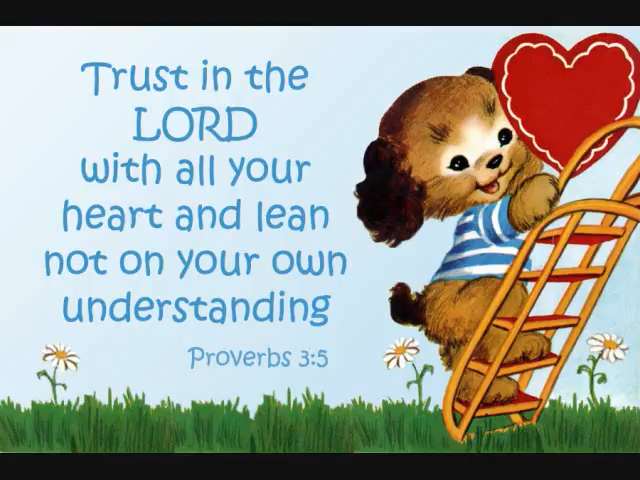 Trust in the
LORD
with all your
heart and lean
not on your own
understanding
Proverbs 3:5